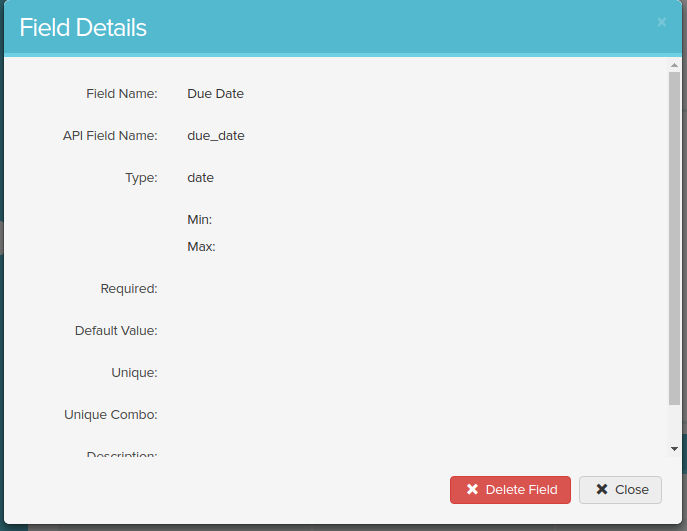 Field Details
×
Field Name: Due Date
API Field Name: due_date
Type: date
Min:
Max:
Required:
Default Value:
Unique:
Unique Combo:
Description:
Delete Field
Close